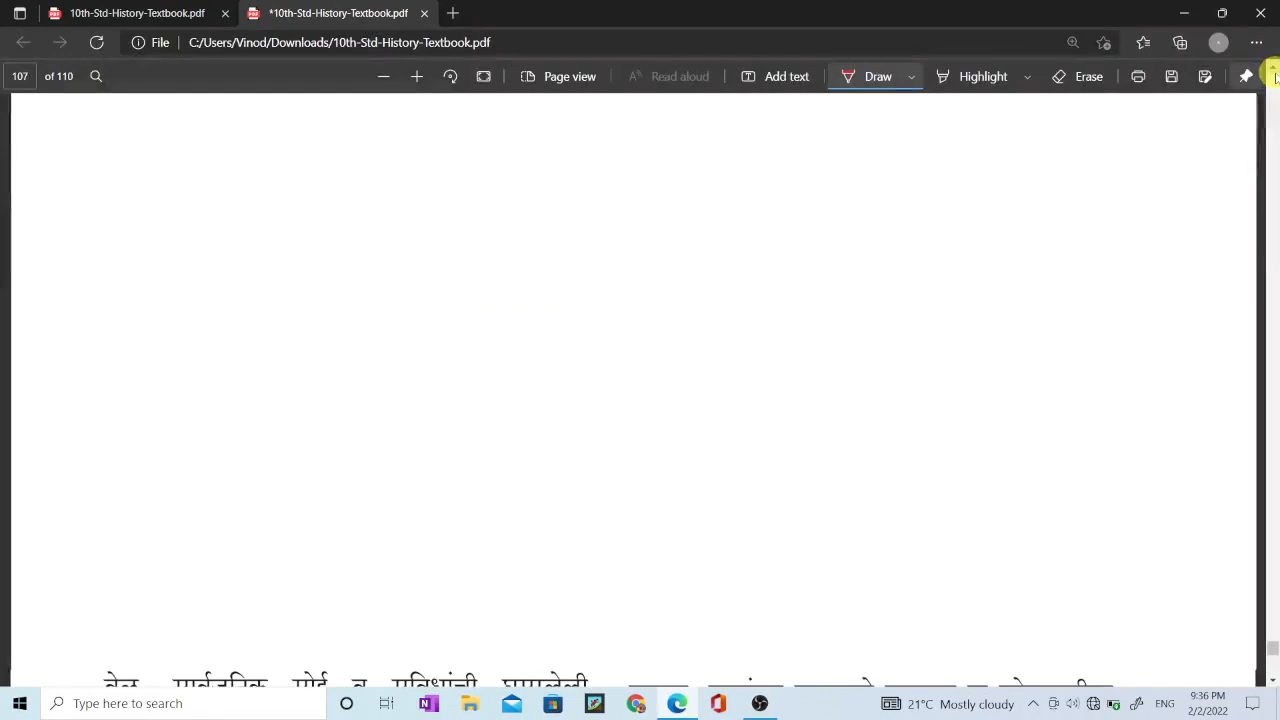 10th-Std-History-Textbook.pdf
*10th-Std-History-Textbook.pdf
File C:/Users/Vinod/Downloads/10th-Std-History-Textbook.pdf
107 of 110 Page view Read aloud Add text Draw Highlight Erase
वेळ सार्वजनिक सोई व सुविधांची
Type here to search 21°C Mostly cloudy ENG 9:36 PM
2/2/2022